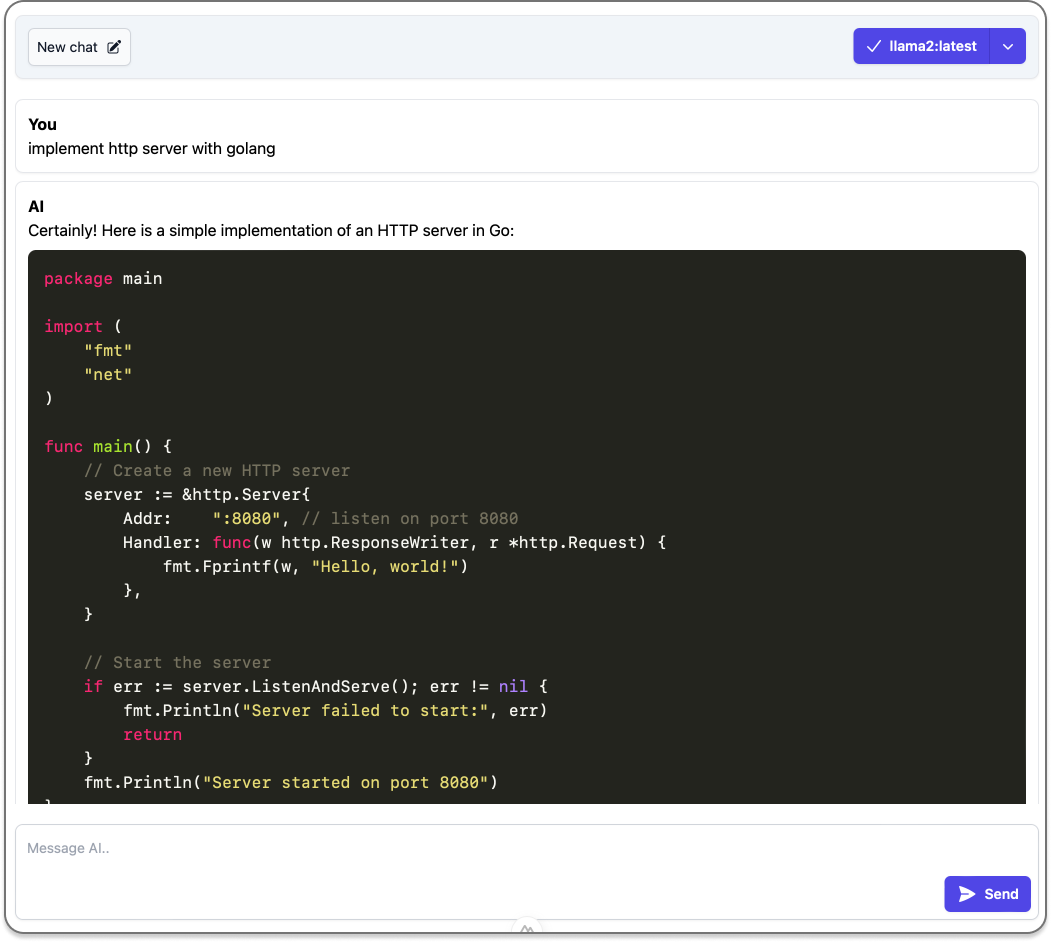 New chat
llama2:latest
You
implement http server with golang
AI
Certainly! Here is a simple implementation of an HTTP server in Go:
package main
import (
    "fmt"
    "net"
)
func main() {
    // Create a new HTTP server
    server := &http.Server{
        Addr:    ":8080", // listen on port 8080
        Handler: func(w http.ResponseWriter, r *http.Request) {
            fmt.Fprintf(w, "Hello, world!")
        },
    }
    // Start the server
    if err := server.ListenAndServe(); err != nil {
        fmt.Println("Server failed to start:", err)
        return
    }
    fmt.Println("Server started on port 8080")
}
Message AI..
Send